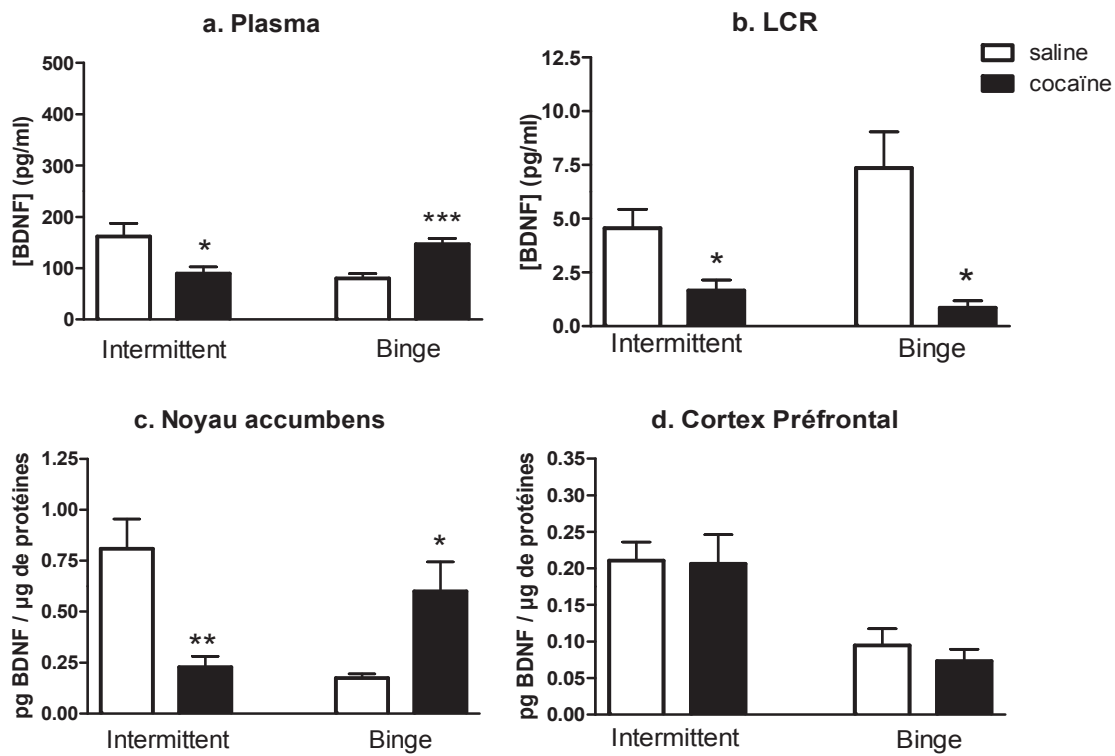 a. Plasma
[BDNF] (pg/ml)
500
400
300
200
100
0
*
***
Intermittent
Binge
b. LCR
saline
cocaïne
[BDNF] (pg/ml)
12.5
10.0
7.5
5.0
2.5
0.0
*
*
Intermittent
Binge
c. Noyau accumbens
pg BDNF / µg de protéines
1.25
1.00
0.75
0.50
0.25
0.00
**
*
Intermittent
Binge
d. Cortex Préfrontal
pg BDNF / µg de protéines
0.35
0.30
0.25
0.20
0.15
0.10
0.05
0.00
Intermittent
Binge